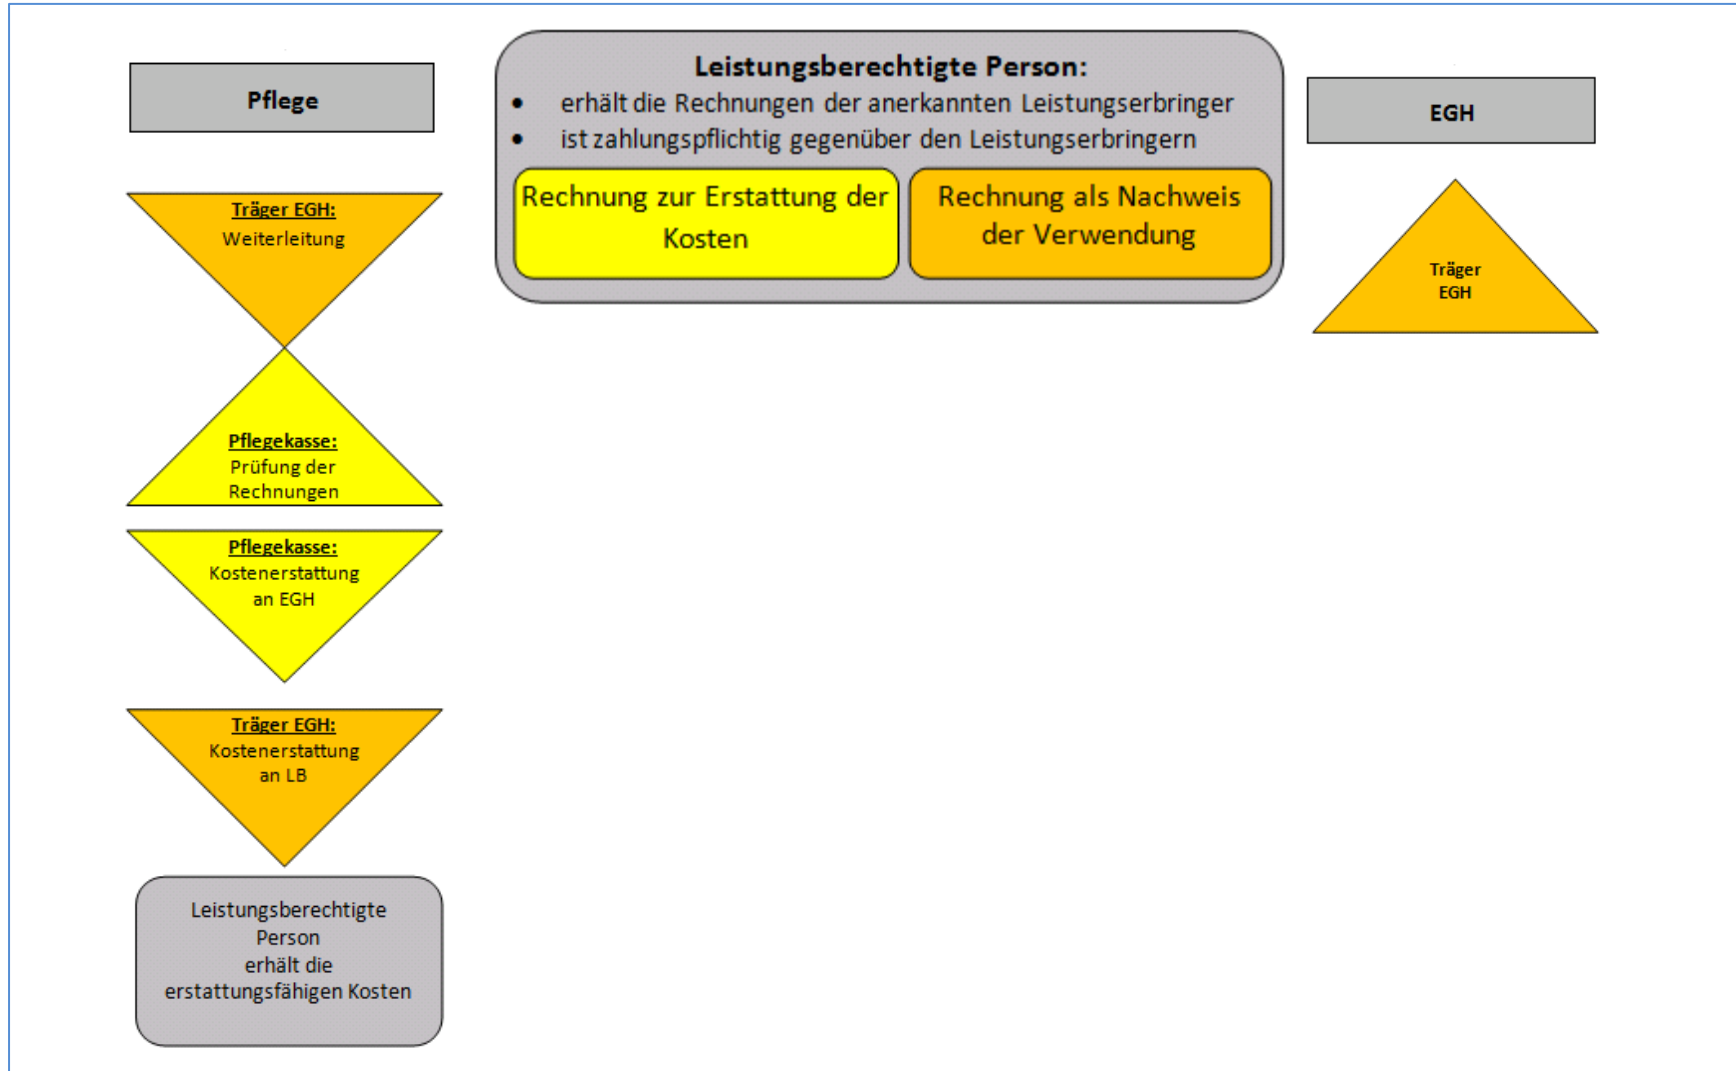 Pflege
Leistungsberechtigte Person:
• erhält die Rechnungen der anerkannten Leistungserbringer
• ist zahlungspflichtig gegenüber den Leistungserbringern
Rechnung zur Erstattung der
Kosten
Rechnung als Nachweis
der Verwendung
EGH
Träger EGH:
Weiterleitung
Pflegekasse:
Prüfung der
Rechnungen
Pflegekasse:
Kostenerstattung
an EGH
Träger EGH:
Kostenerstattung
an LB
Leistungsberechtigte
Person
erhält die
erstattungsfähigen Kosten
Träger
EGH